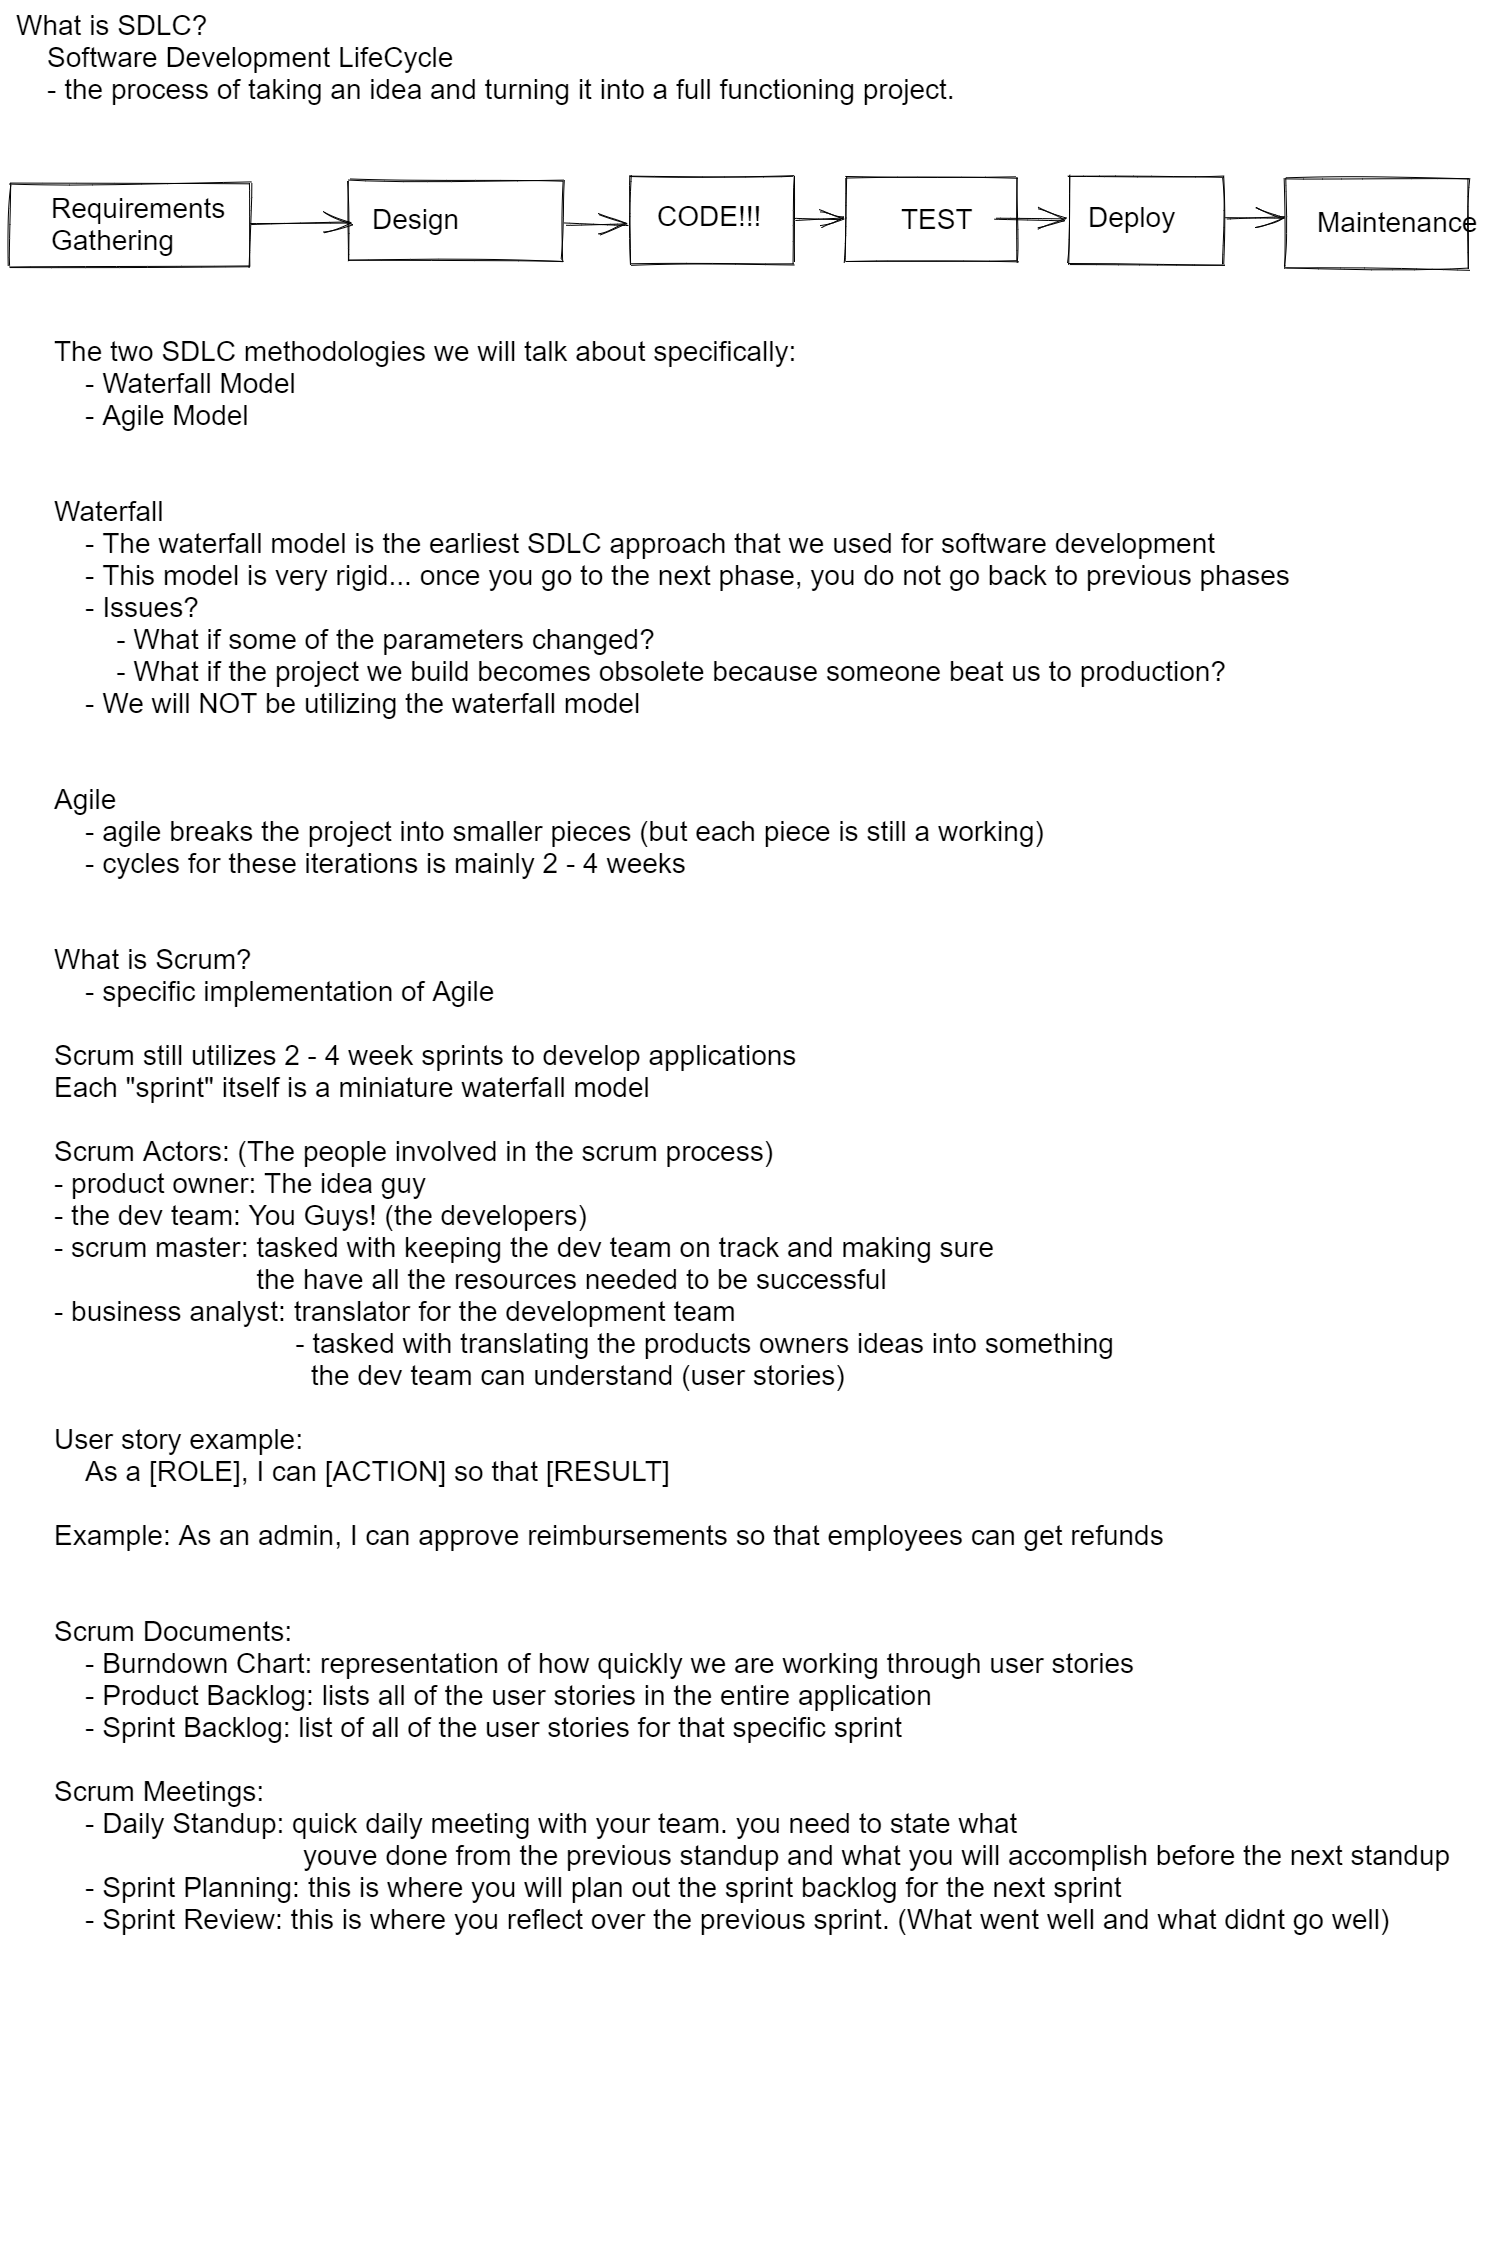 What is SDLC?
Software Development LifeCycle
- the process of taking an idea and turning it into a full functioning project.
Requirements
Gathering
Design
CODE!!!
TEST
Deploy
Maintenance
The two SDLC methodologies we will talk about specifically:
- Waterfall Model
- Agile Model
Waterfall
- The waterfall model is the earliest SDLC approach that we used for software development
- This model is very rigid... once you go to the next phase, you do not go back to previous phases
- Issues?
- What if some of the parameters changed?
- What if the project we build becomes obsolete because someone beat us to production?
- We will NOT be utilizing the waterfall model
Agile
- agile breaks the project into smaller pieces (but each piece is still a working)
- cycles for these iterations is mainly 2 - 4 weeks
What is Scrum?
- specific implementation of Agile
Scrum still utilizes 2 - 4 week sprints to develop applications
Each "sprint" itself is a miniature waterfall model
Scrum Actors: (The people involved in the scrum process)
- product owner: The idea guy
- the dev team: You Guys! (the developers)
- scrum master: tasked with keeping the dev team on track and making sure
the have all the resources needed to be successful
- business analyst: translator for the development team
- tasked with translating the products owners ideas into something
the dev team can understand (user stories)
User story example:
As a [ROLE], I can [ACTION] so that [RESULT]
Example: As an admin, I can approve reimbursements so that employees can get refunds
Scrum Documents:
- Burndown Chart: representation of how quickly we are working through user stories
- Product Backlog: lists all of the user stories in the entire application
- Sprint Backlog: list of all of the user stories for that specific sprint
Scrum Meetings:
- Daily Standup: quick daily meeting with your team. you need to state what
youve done from the previous standup and what you will accomplish before the next standup
- Sprint Planning: this is where you will plan out the sprint backlog for the next sprint
- Sprint Review: this is where you reflect over the previous sprint. (What went well and what didnt go well)